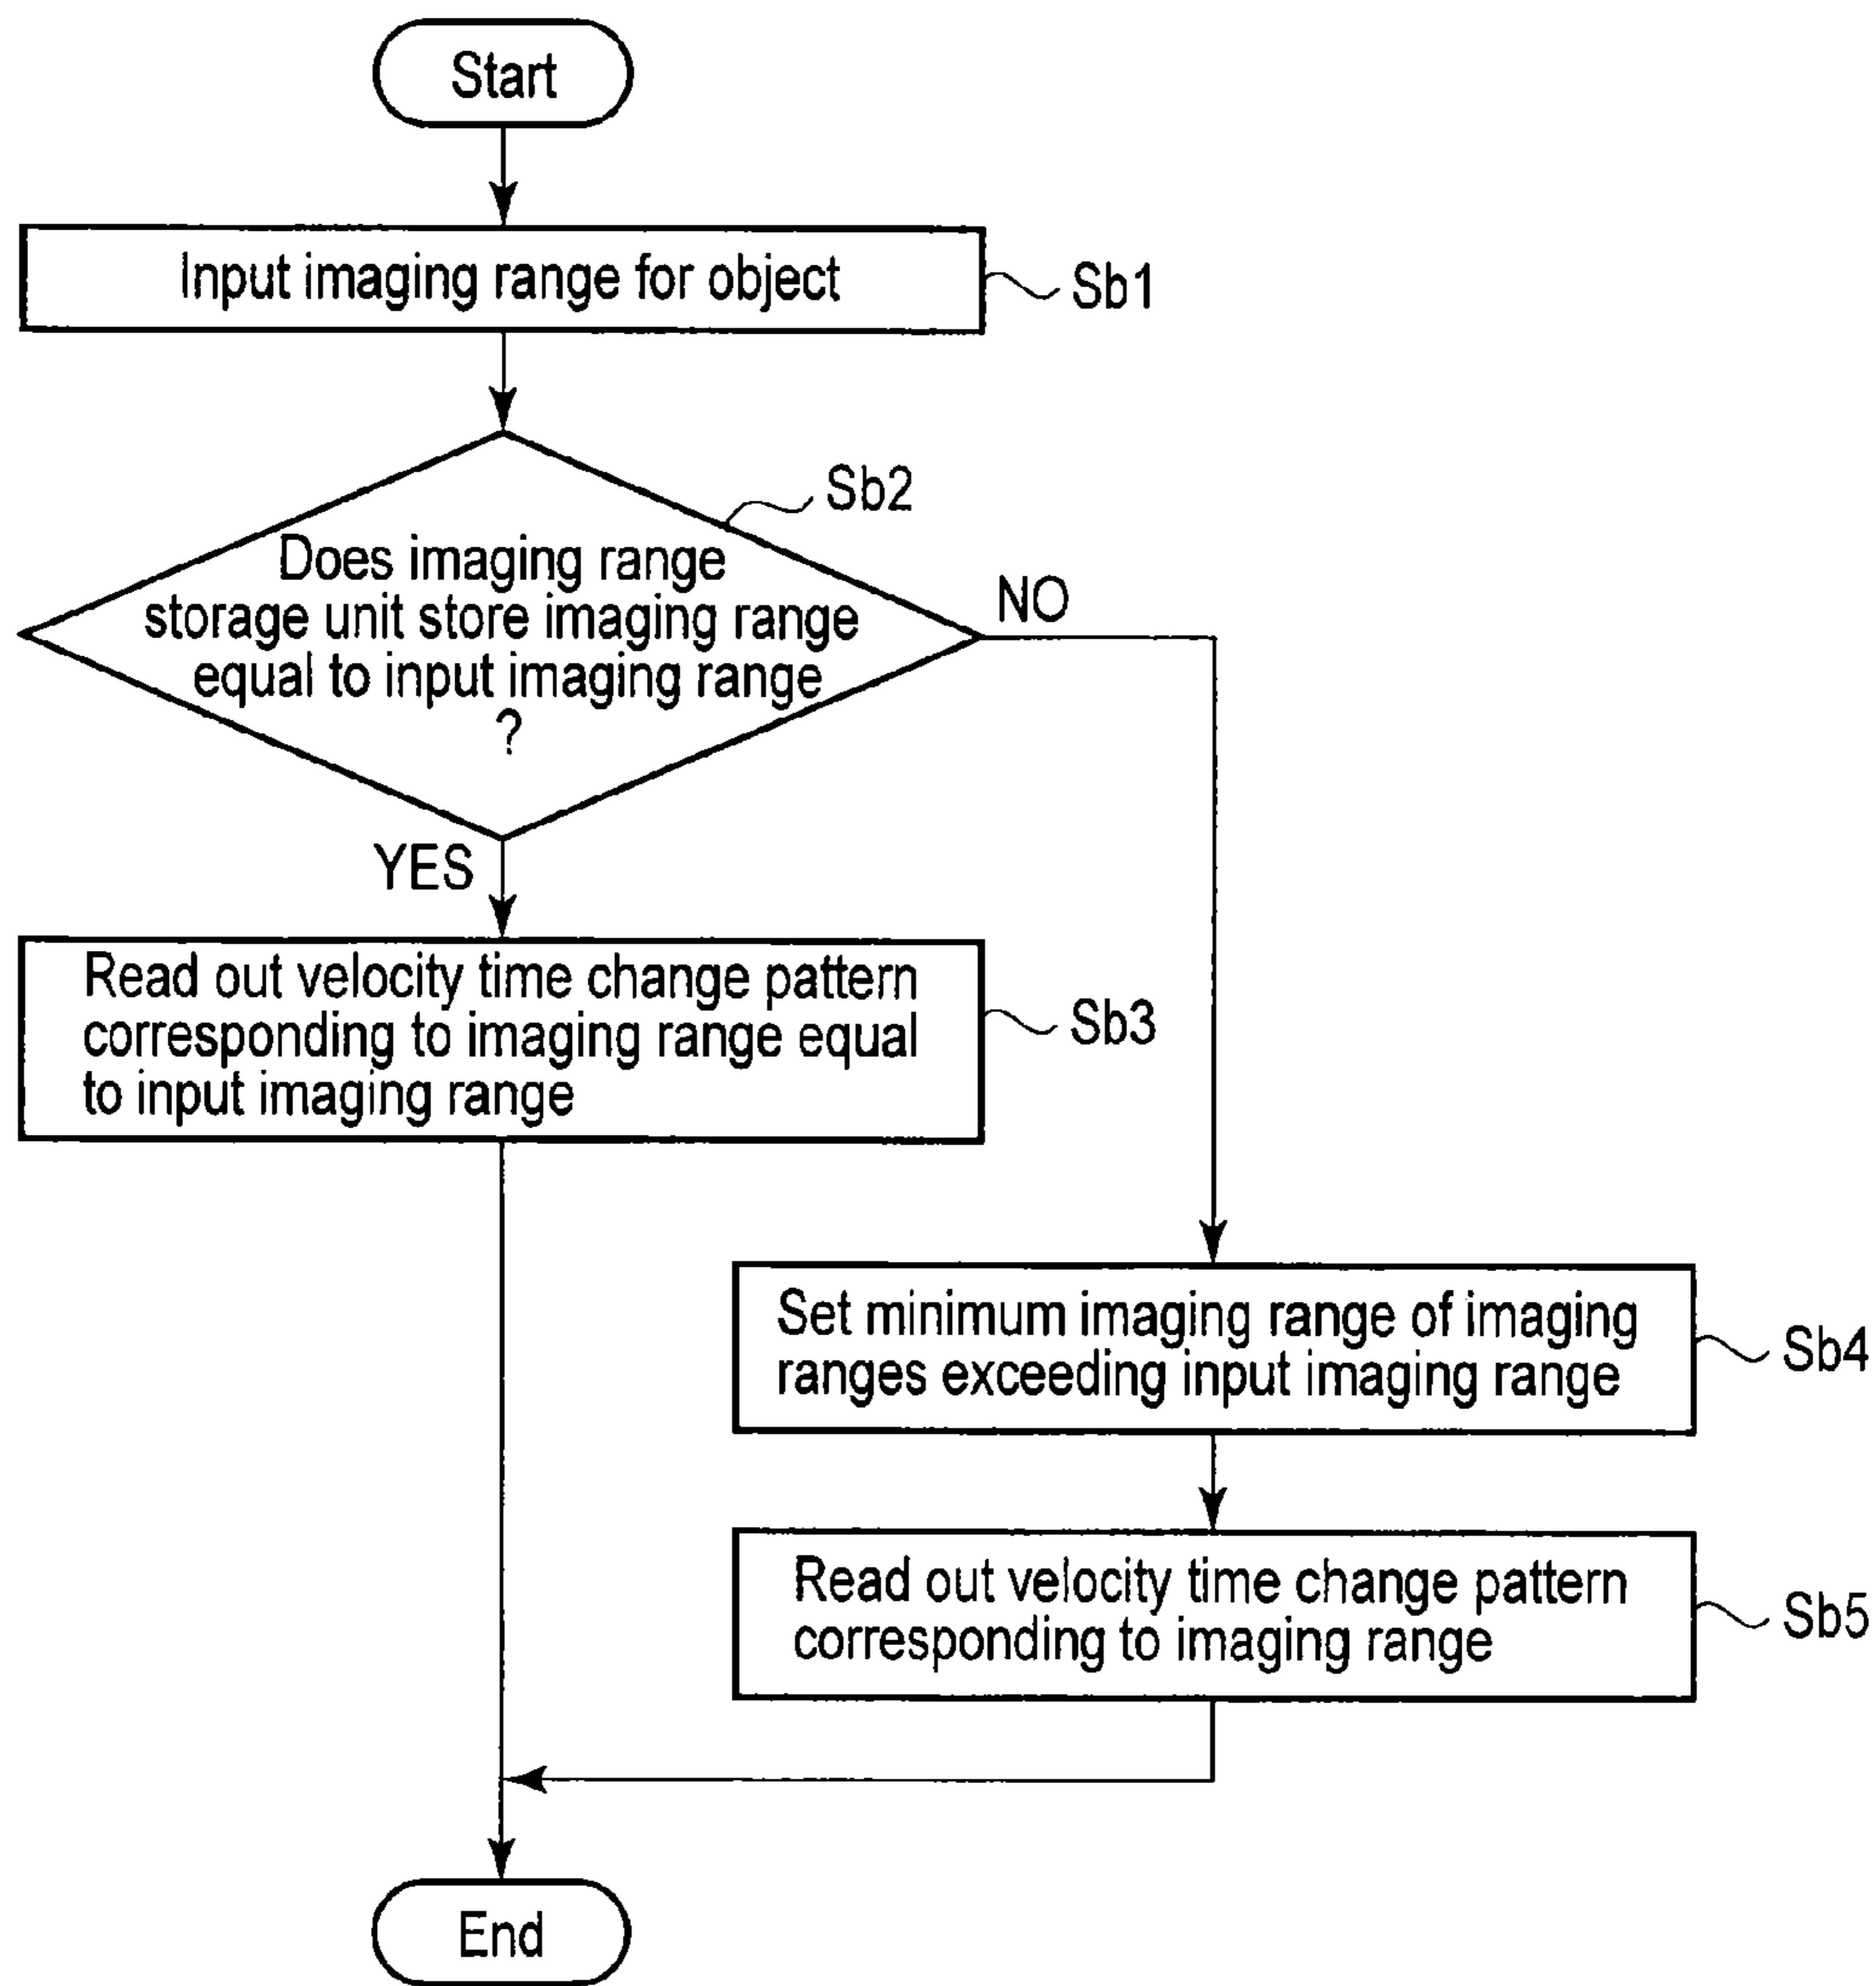 Start
Input imaging range for object
Sb1
Sb2
Does imaging range
storage unit store imaging range
equal to input imaging range
?
NO
YES
Read out velocity time change pattern
corresponding to imaging range equal
to input imaging range
Sb3
Set minimum imaging range of imaging
ranges exceeding input imaging range
Sb4
Read out velocity time change pattern
corresponding to imaging range
Sb5
End